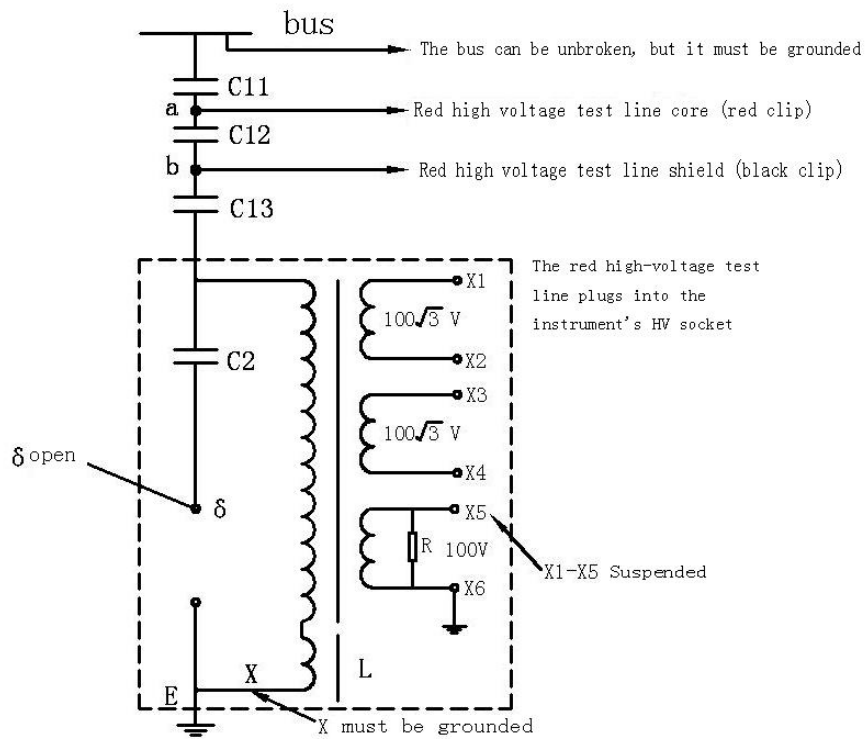 bus
The bus can be unbroken, but it must be grounded
C11
a
Red high voltage test line core (red clip)
C12
b
Red high voltage test line shield (black clip)
C13
The red high-voltage test
line plugs into the
instrument's HV socket
X1
100√3 V
X2
C2
X3
100√3 V
X4
δ open
δ
X5
R
100V
X1-X5 Suspended
X6
X
L
E
X must be grounded